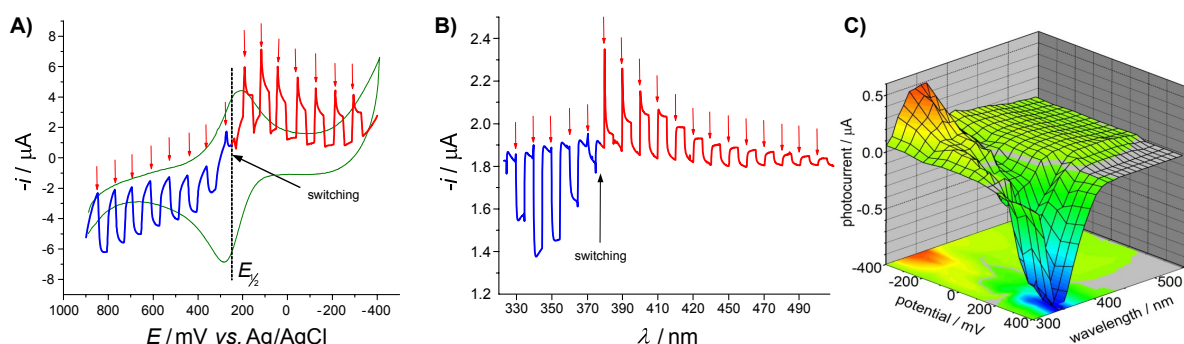 A)
-i / μA
8
6
4
2
0
-2
-4
-6
-8
switching
E½
1000 800 600 400 200 0 -200 -400
E / mV vs. Ag/AgCl
B)
-i / μA
2.4
2.2
2.0
1.8
1.6
1.4
1.2
switching
330 350 370 390 410 430 450 470 490
λ / nm
C)
photocurrent / μA
0.5
0.0
-0.5
-400
-200
0
200
400
potential / mV
300
400
500
wavelength / nm